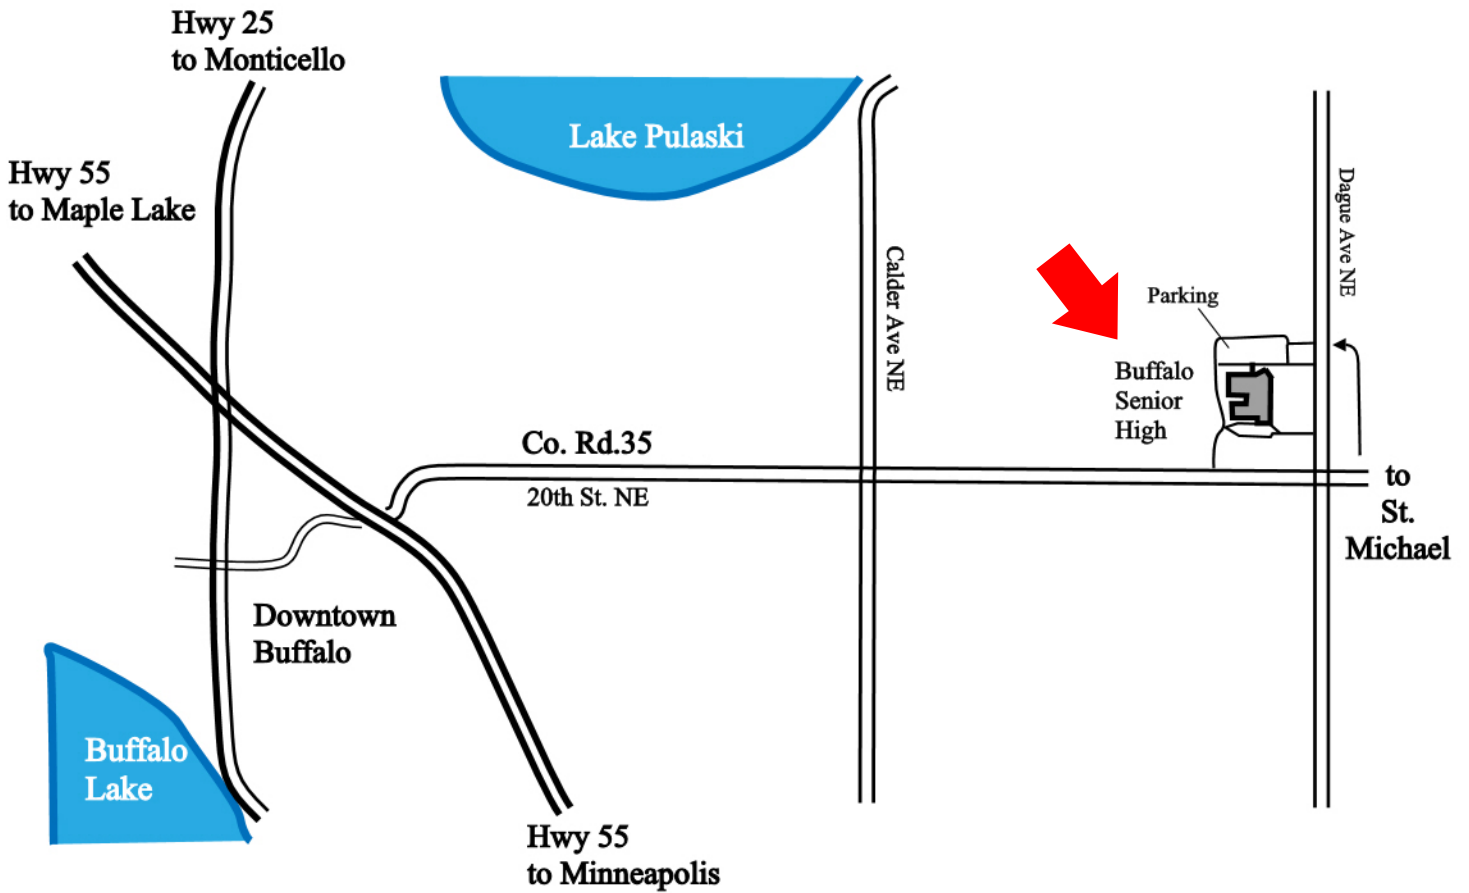 Hwy 25
to Monticello
Hwy 55
to Maple Lake
Lake Pulaski
Dague Ave NE
Calder Ave NE
Parking
Buffalo
Senior
High
Co. Rd.35
20th St. NE
to
St.
Michael
Downtown
Buffalo
Buffalo
Lake
Hwy 55
to Minneapolis